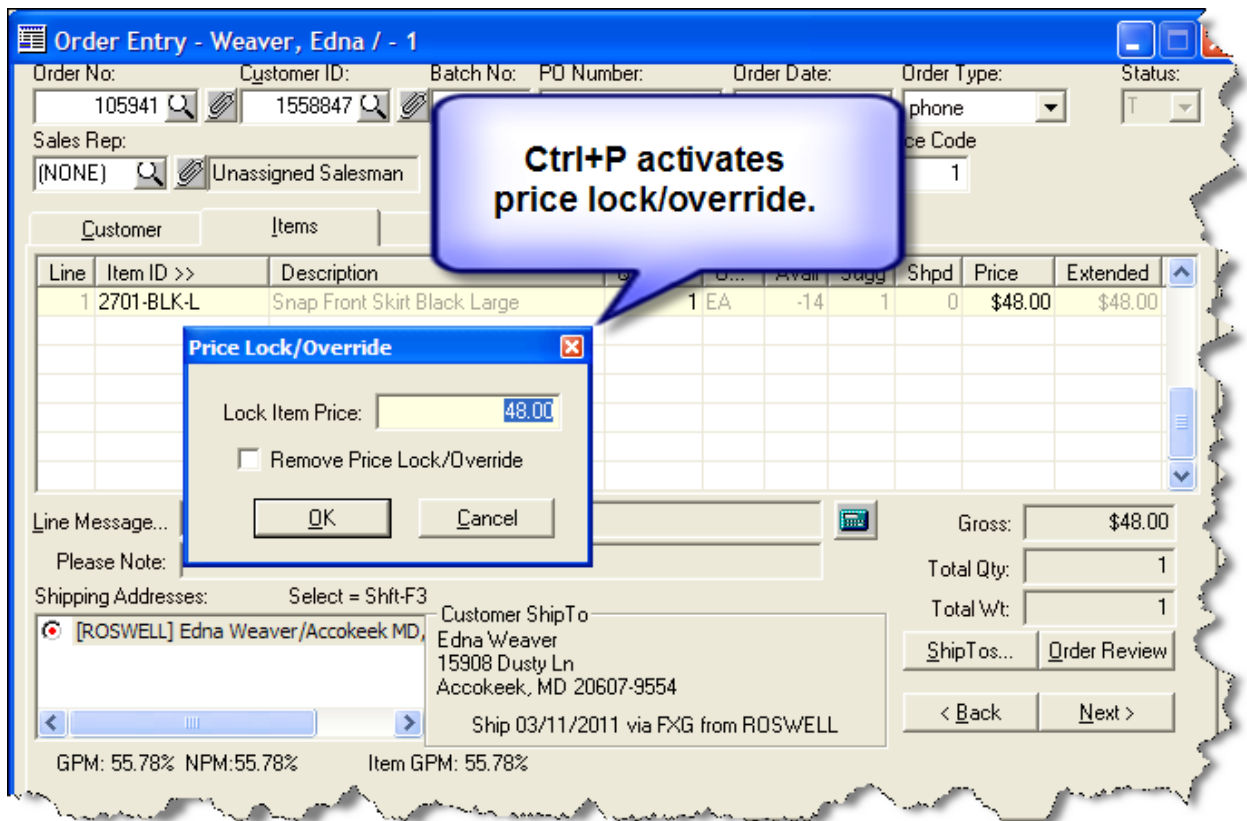 Order Entry - Weaver, Edna / - 1
Order No: Customer ID: Batch No: PO Number: Order Date: Order Type: Status:
105941 1558847 phone T
Sales Rep: ce Code
(NONE) Unassigned Salesman 1
Ctrl+P activates
price lock/override.
Customer Items
Line Item ID >> Description U... Avail Sugg Shpd Price Extended
1 2701-BLK-L Snap Front Skirt Black Large 1 EA -14 1 0 $48.00 $48.00
Price Lock/Override
Lock Item Price: 48.00
Remove Price Lock/Override
OK Cancel
Line Message... Gross: $48.00
Please Note: Total Qty: 1
Shipping Addresses: Select = Shft-F3 Total Wt: 1
[ROSWELL] Edna Weaver/Accokeek MD,
Customer ShipTo
Edna Weaver
15908 Dusty Ln
Accokeek, MD 20607-9554
Ship 03/11/2011 via FXG from ROSWELL
ShipTos... Order Review
< Back Next >
GPM: 55.78% NPM:55.78% Item GPM: 55.78%